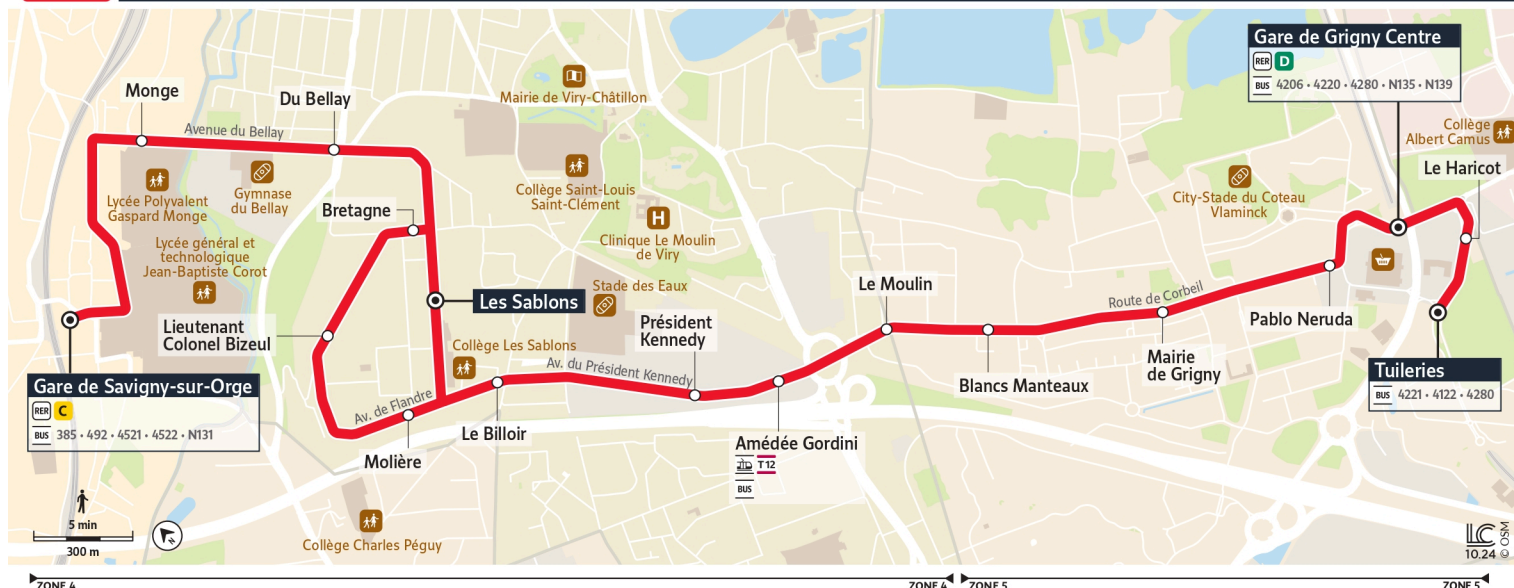 Monge
Du Bellay
Avenue du Bellay
Mairie de Viry-Châtillon
Gare de Grigny Centre
RER D
BUS 4206 • 4220 • 4280 • N135 • N139
Collège
Albert Camus
Le Haricot
Lycée Polyvalent
Gaspard Monge
Gymnase
du Bellay
Bretagne
Collège Saint-Louis
Saint-Clément
H
Clinique Le Moulin
de Viry
City-Stade du Coteau
Vlaminck
Lycée général et
technologique
Jean-Baptiste Corot
Les Sablons
Stade des Eaux
Le Moulin
Route de Corbeil
Pablo Neruda
Lieutenant
Colonel Bizeul
Président
Kennedy
Collège Les Sablons
Av. du Président Kennedy
Mairie
de Grigny
Blancs Manteaux
Tuileries
BUS 4221 • 4122 • 4280
Gare de Savigny-sur-Orge
RER C
BUS 385 • 492 • 4521 • 4522 • N131
Av. de Flandre
Molière
Le Billoir
Amédée Gordini
T12
BUS
5 min
300 m
N
Collège Charles Péguy
LC
10.24 © OSM
ZONE 4
ZONE 4
ZONE 5
ZONE 5